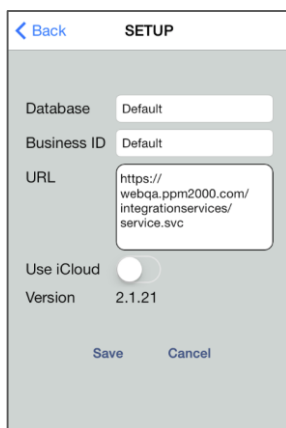 Back SETUP
Database Default
Business ID Default
URL https://
webqa.ppm2000.com/
integrationservices/
service.svc
Use iCloud
Version 2.1.21
Save Cancel